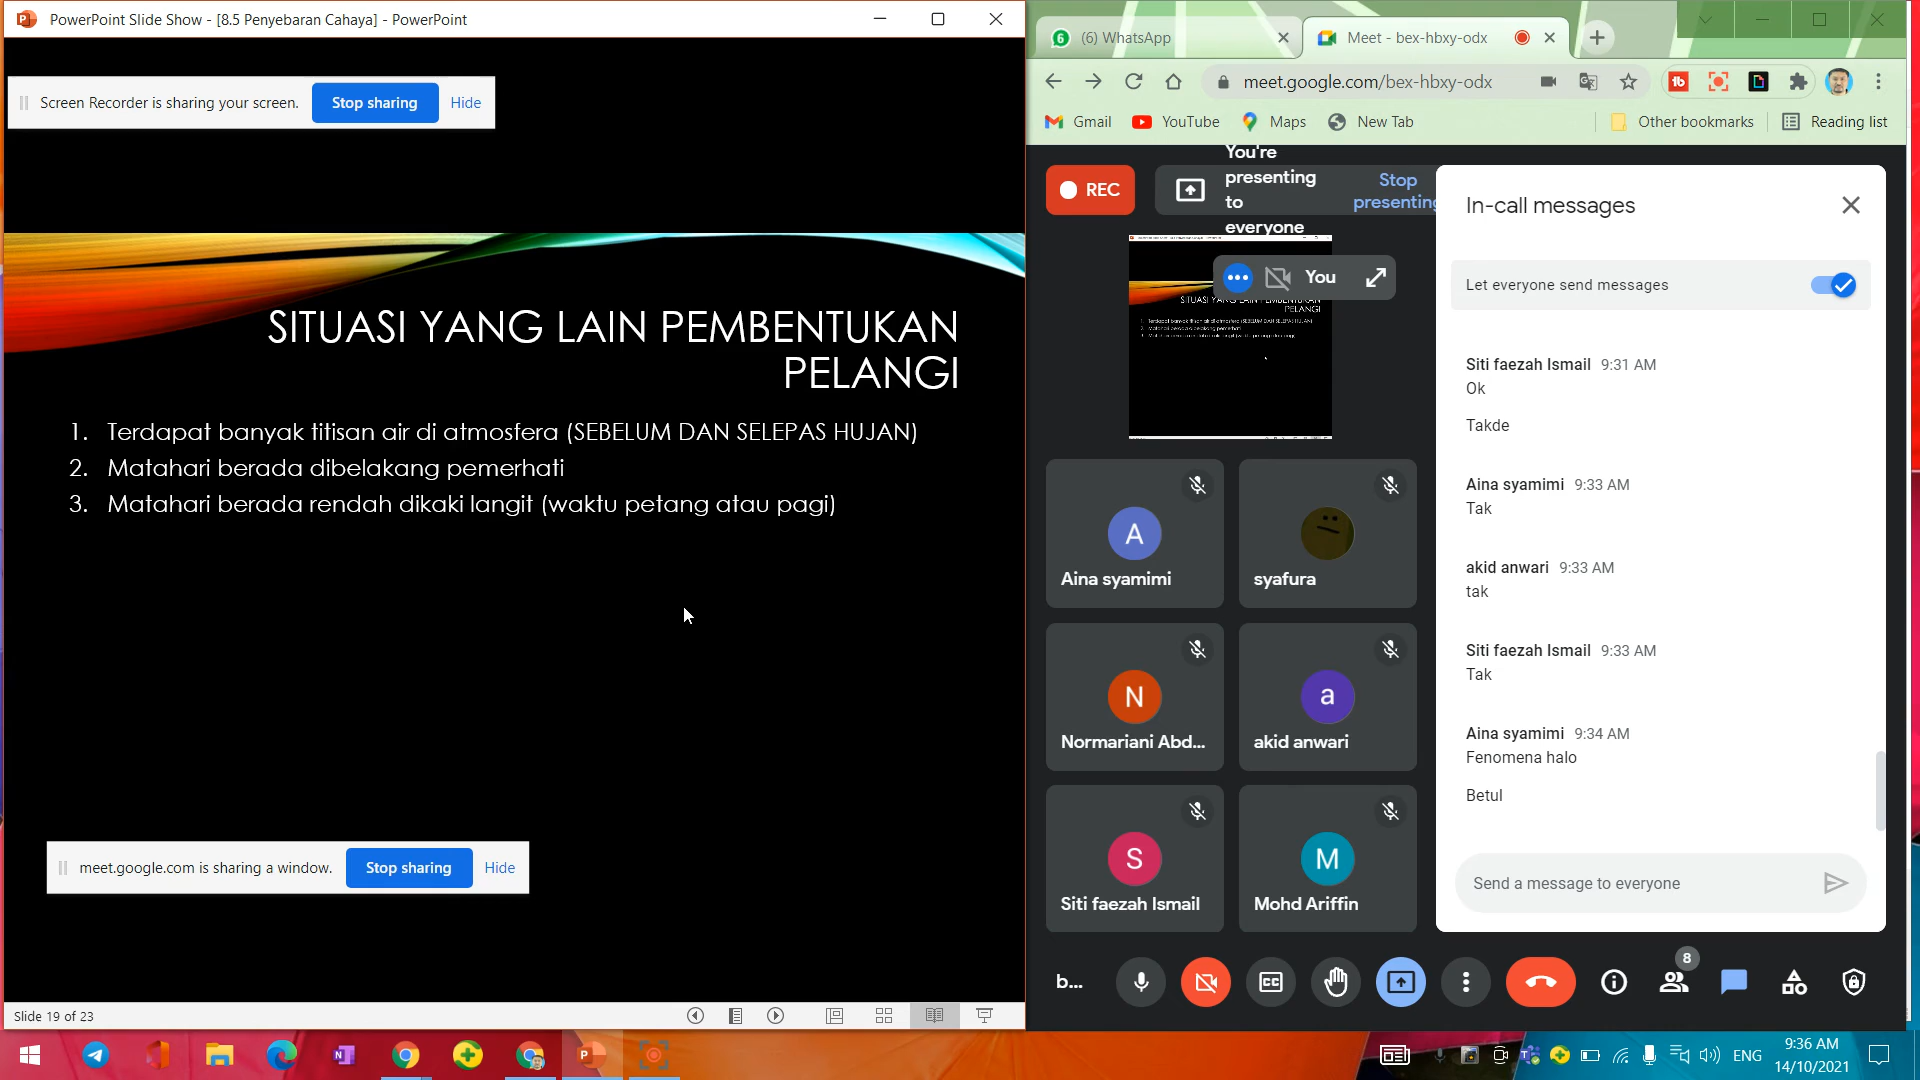 PowerPoint Slide Show - [8.5 Penyebaran Cahaya] - PowerPoint
Screen Recorder is sharing your screen.
Stop sharing
Hide
SITUASI YANG LAIN PEMBENTUKAN
PELANGI
1. Terdapat banyak titisan air di atmosfera (SEBELUM DAN SELEPAS HUJAN)
2. Matahari berada dibelakang pemerhati
3. Matahari berada rendah dikaki langit (waktu petang atau pagi)
meet.google.com is sharing a window.
Stop sharing
Hide
Slide 19 of 23
(6) WhatsApp
Meet - bex-hbxy-odx
meet.google.com/bex-hbxy-odx
Gmail
YouTube
Maps
New Tab
Other bookmarks
Reading list
REC
You're
presenting
to
everyone
Stop
presenting
You
SITUASI YANG LAIN PEMBENTUKAN
PELANGI
A
Aina syamimi
syafura
N
Normariani Abd...
a
akid anwari
S
Siti faezah Ismail
M
Mohd Ariffin
In-call messages
Let everyone send messages
Siti faezah Ismail 9:31 AM
Ok
Takde
Aina syamimi 9:33 AM
Tak
akid anwari 9:33 AM
tak
Siti faezah Ismail 9:33 AM
Tak
Aina syamimi 9:34 AM
Fenomena halo
Betul
Send a message to everyone
b...
8
ENG
9:36 AM
14/10/2021